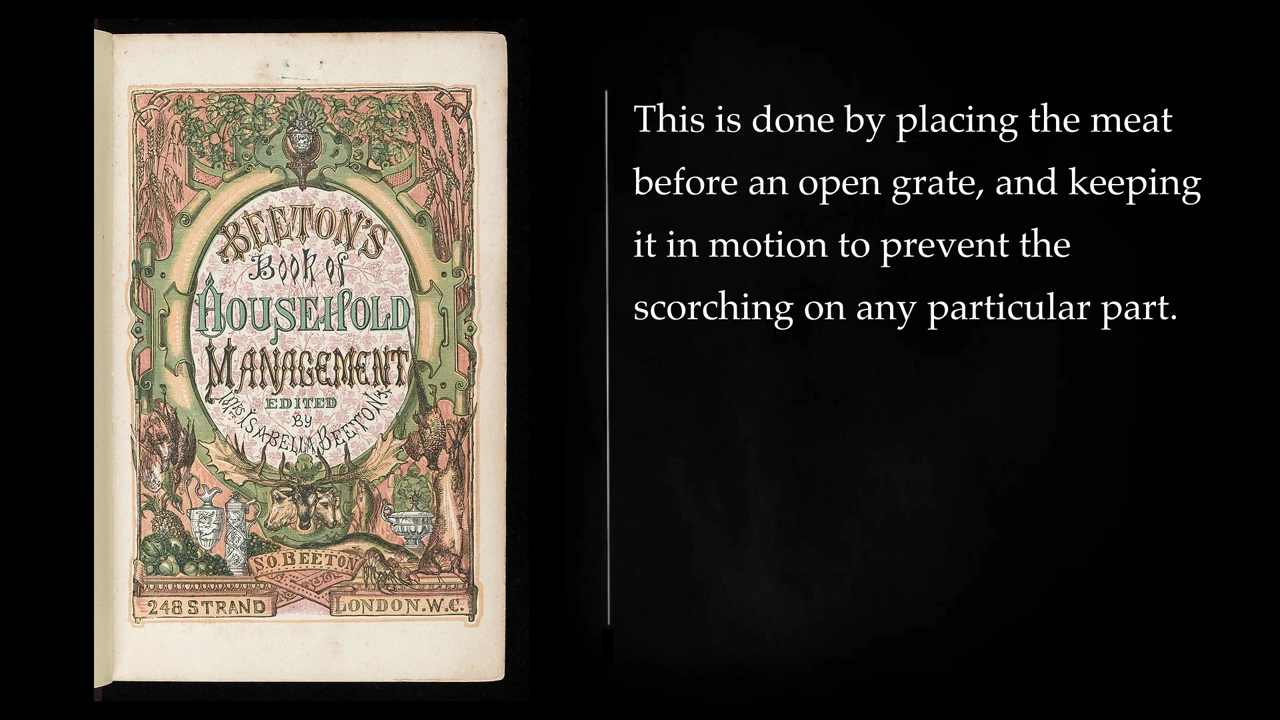 BEETON'S
Book of
HOUSEHOLD
MANAGEMENT
EDITED
BY
MRS ISABELLA BEETON
S.O. BEETON
248 STRAND
LONDON. W.C.
This is done by placing the meat
before an open grate, and keeping
it in motion to prevent the
scorching on any particular part.